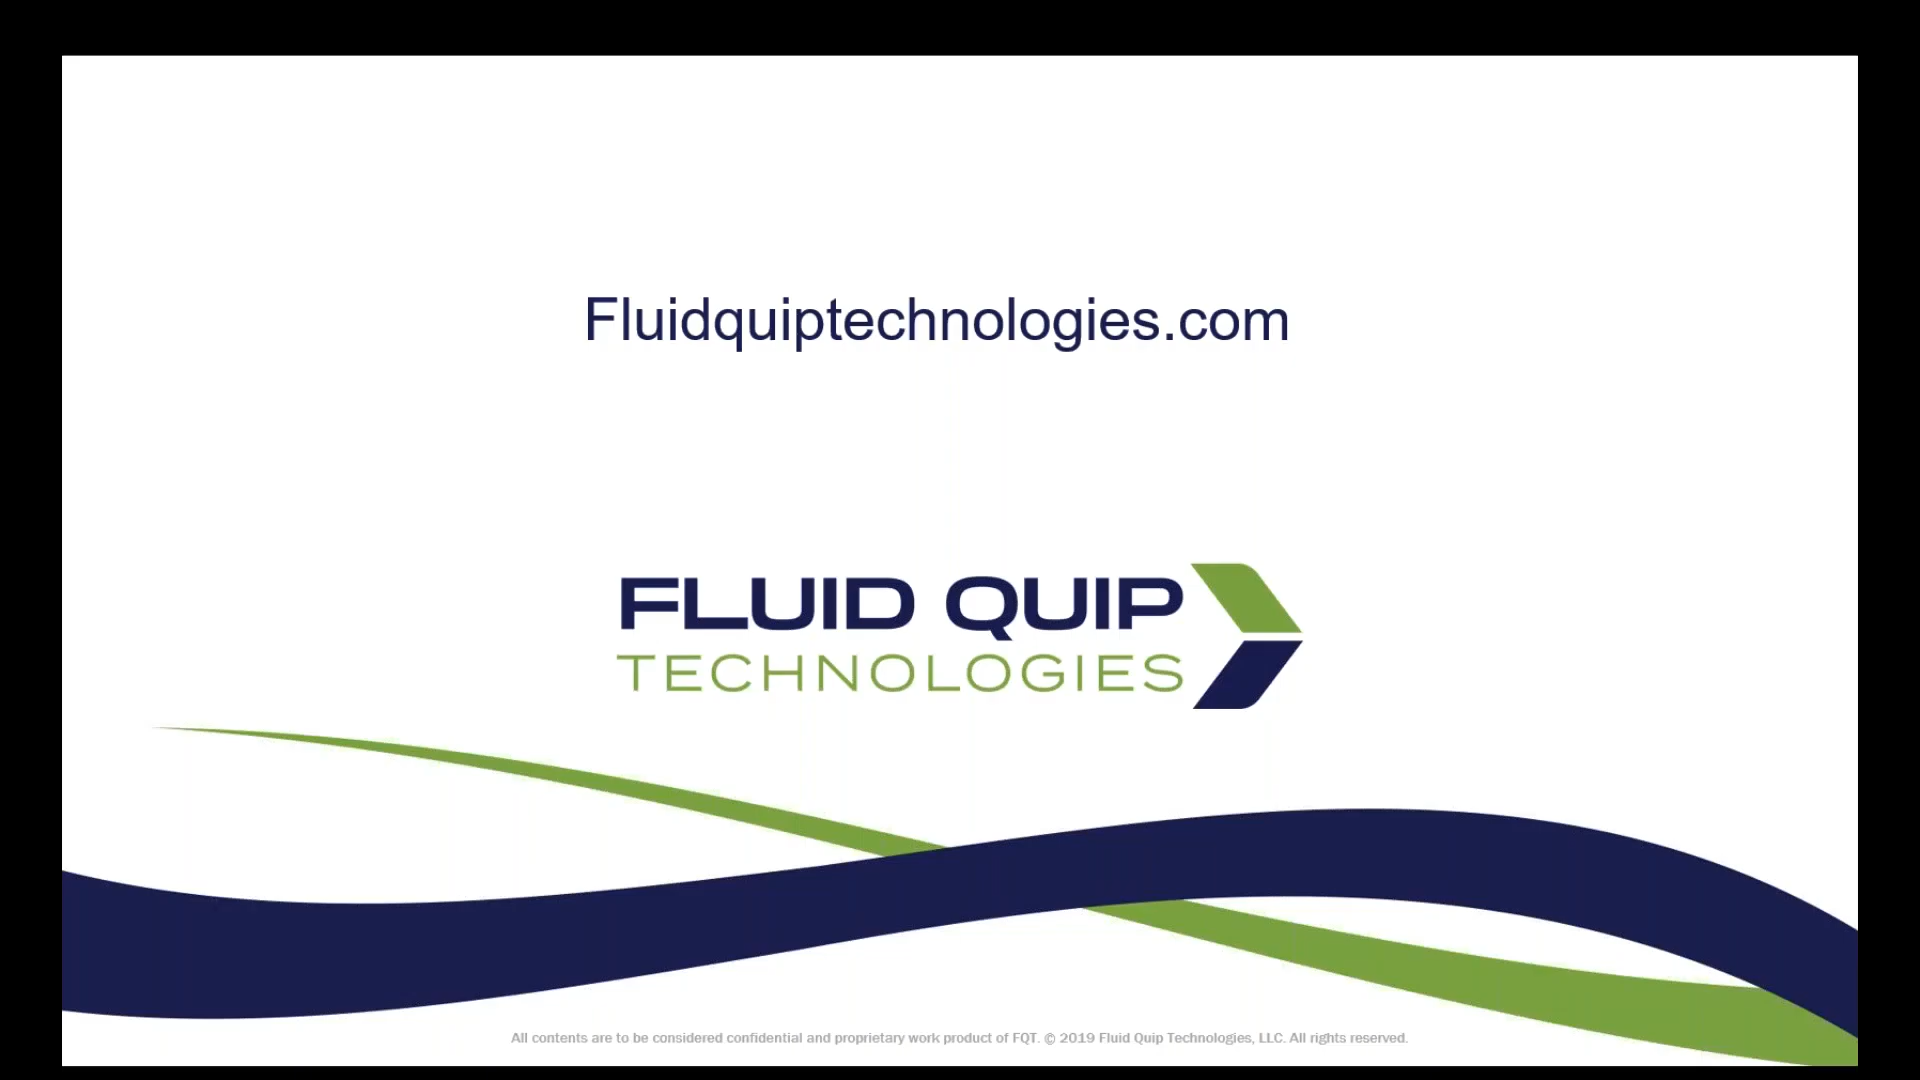 Fluidquiptechnologies.com
FLUID QUIP
TECHNOLOGIES
All contents are to be considered confidential and proprietary work product of FQT. © 2019 Fluid Quip Technologies, LLC. All rights reserved.